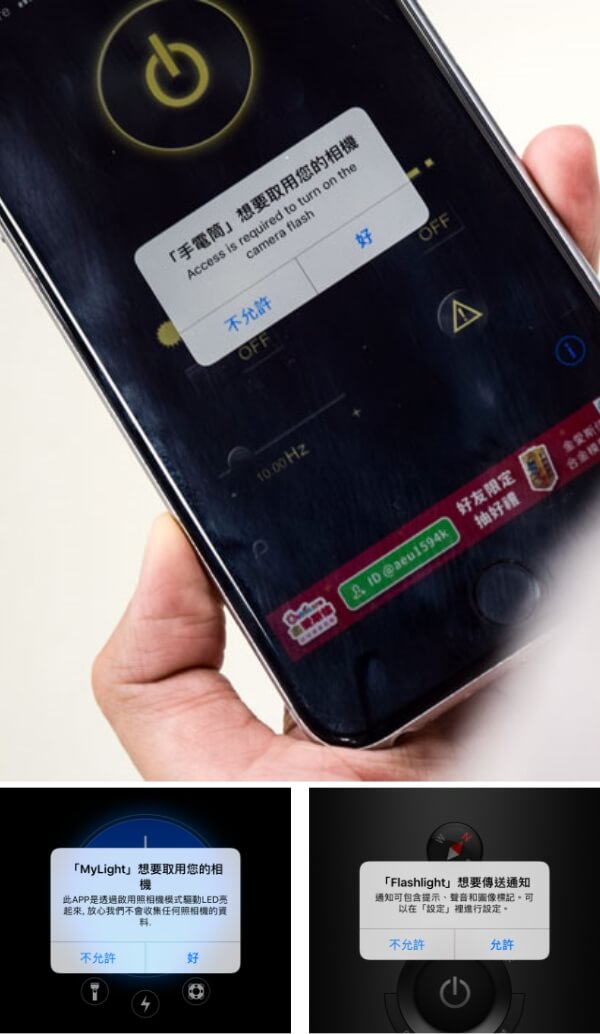 「手電筒」想要取用您的相機
Access is required to turn on the
camera flash
不允許
好
OFF
OFF
10.00 Hz
好友限定
抽好禮
ID @aeu1594k
「MyLight」想要取用您的相
機
此APP是透過啟用照相機模式驅動LED亮
起來, 放心我們不會收集任何照相機的資
料.
不允許
好
W
N
「Flashlight」想要傳送通知
通知可包含提示、聲音和圖像標記。可
以在「設定」裡進行設定。
不允許
允許